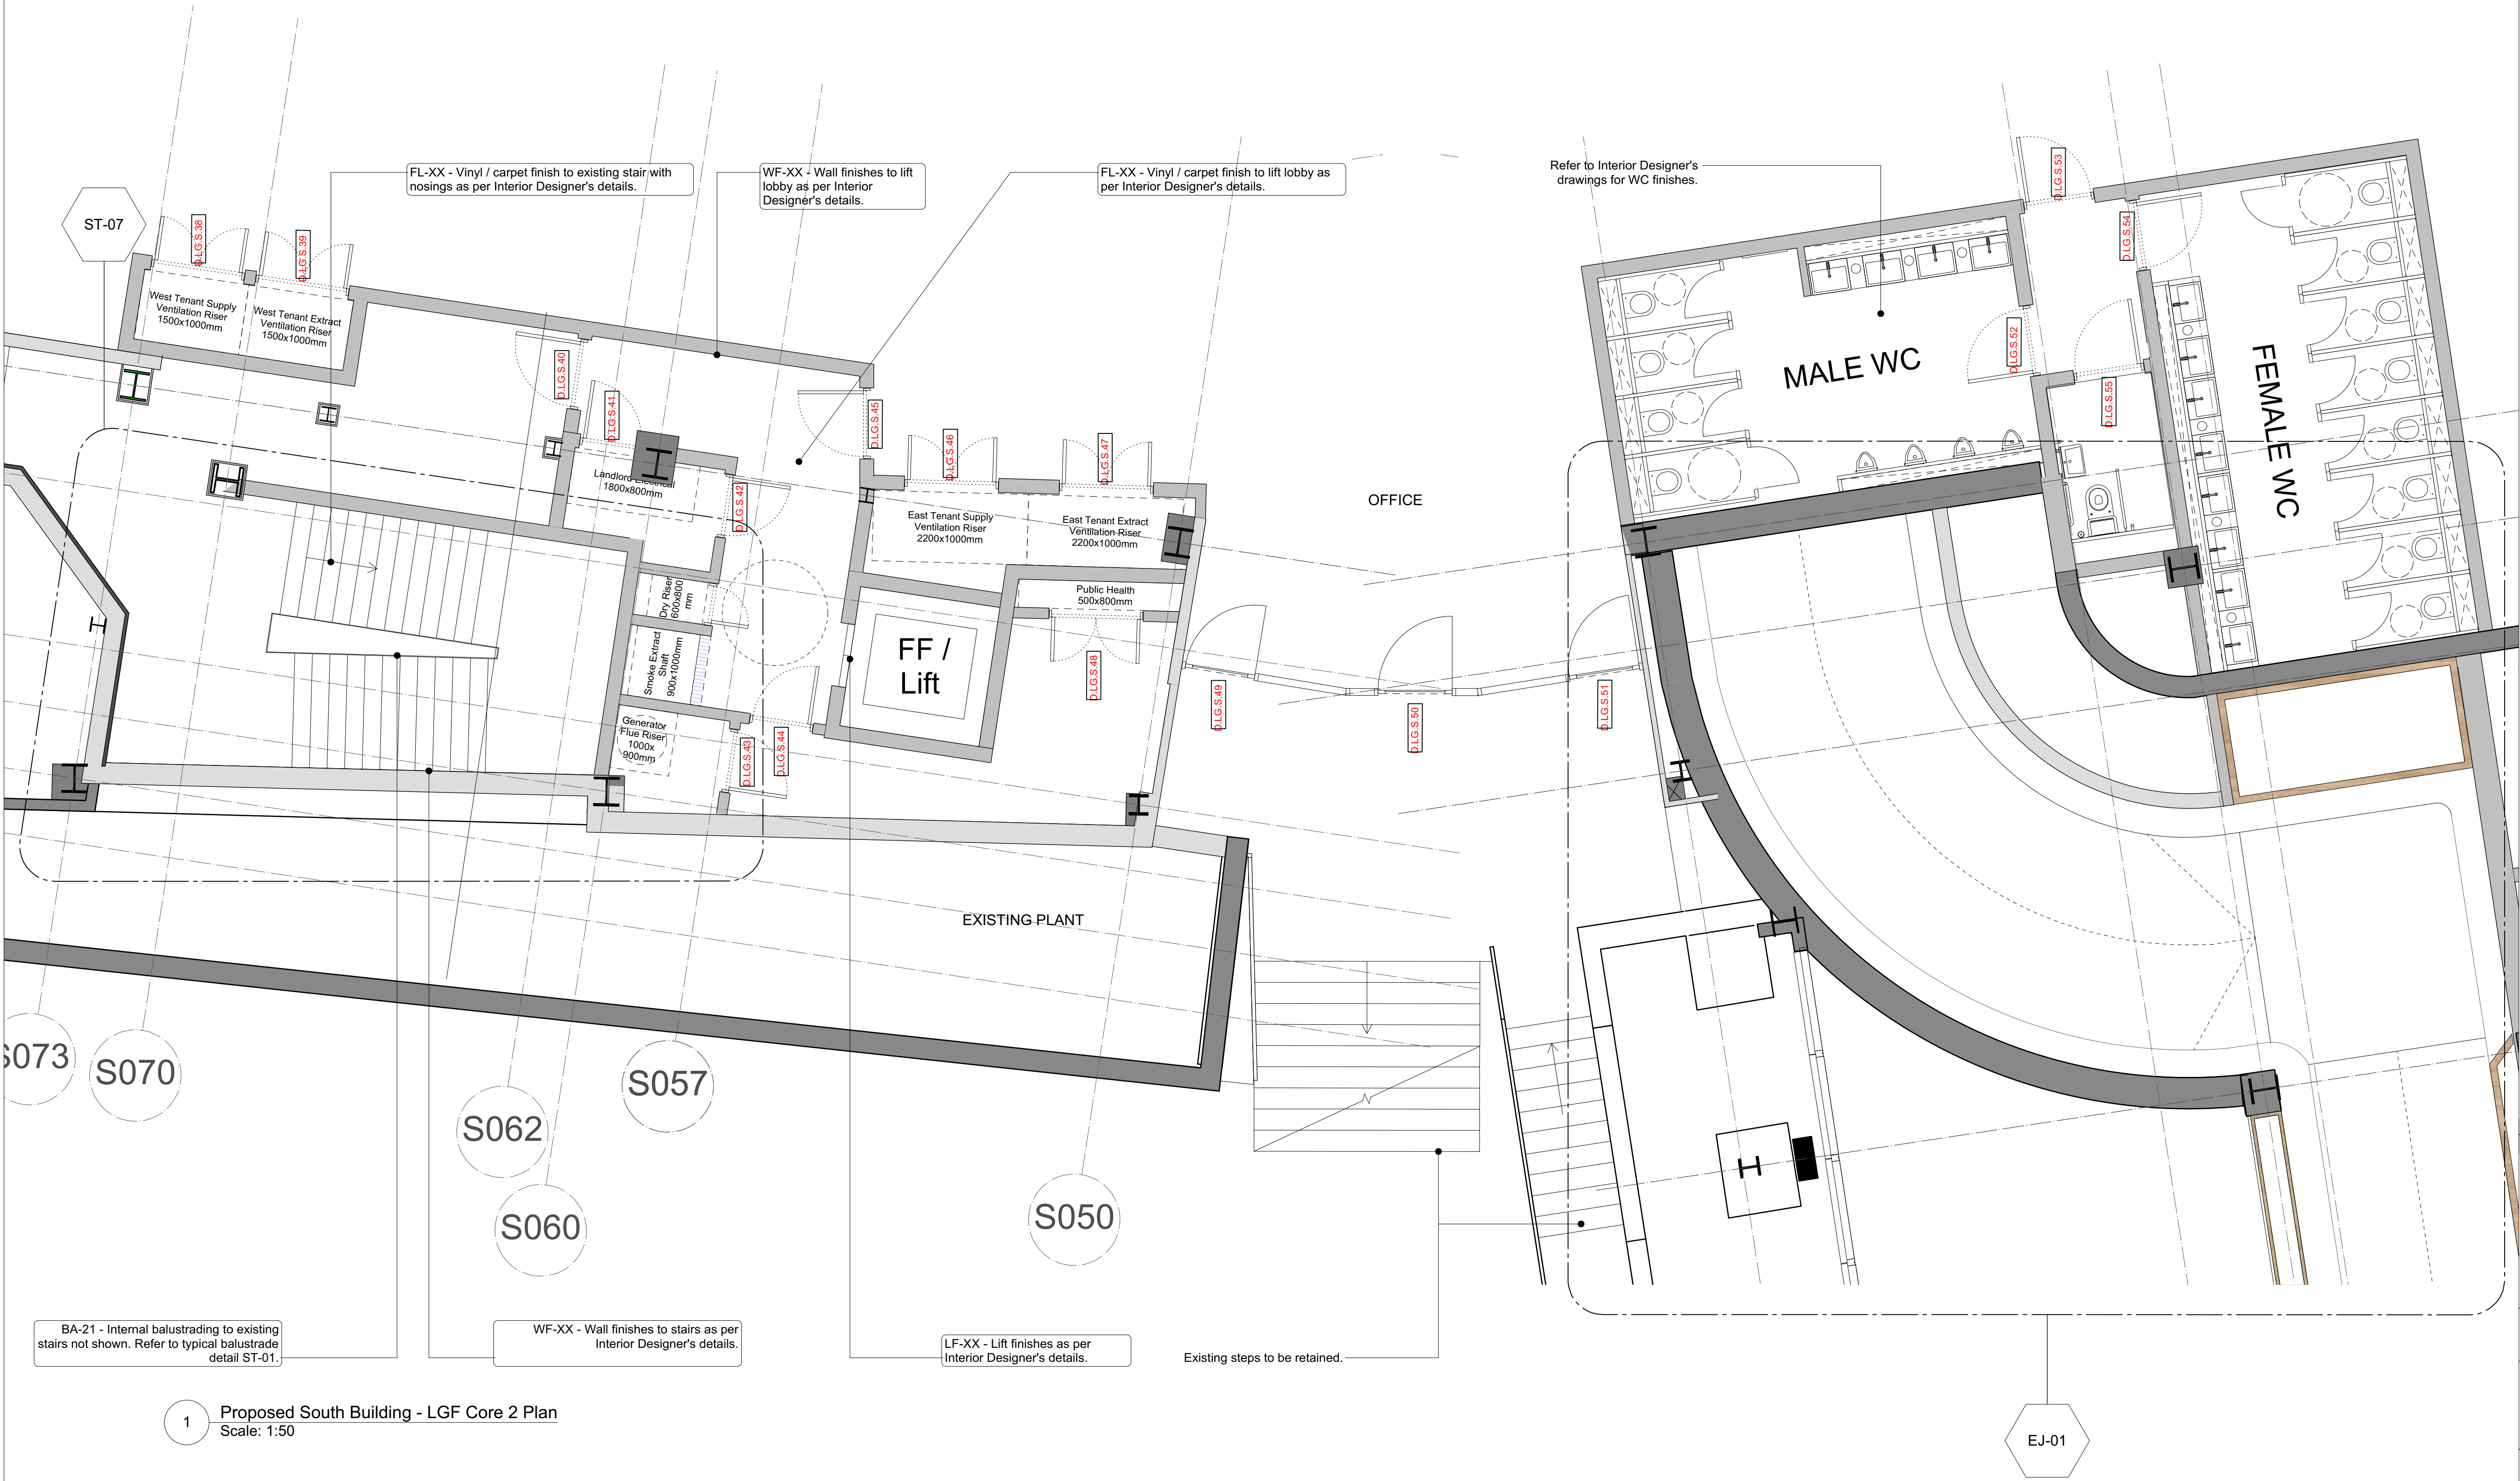 FL-XX - Vinyl / carpet finish to existing stair with
nosings as per Interior Designer's details.
WF-XX - Wall finishes to lift
lobby as per Interior
Designer's details.
FL-XX - Vinyl / carpet finish to lift lobby as
per Interior Designer's details.
Refer to Interior Designer's
drawings for WC finishes.
ST-07
D.LG.S.38
D.LG.S.39
West Tenant Supply
Ventilation Riser
1500x1000mm
West Tenant Extract
Ventilation Riser
1500x1000mm
D.LG.S.40
D.LG.S.41
Landlord Electrical
1800x800mm
D.LG.S.42
D.LG.S.45
D.LG.S.46
D.LG.S.47
East Tenant Supply
Ventilation Riser
2200x1000mm
East Tenant Extract
Ventilation Riser
2200x1000mm
OFFICE
Dry Riser
600x800
mm
Smoke Extract
Shaft
900x1000mm
Generator
Flue Riser
1000x
900mm
D.LG.S.43
D.LG.S.44
FF /
Lift
Public Health
500x800mm
D.LG.S.48
D.LG.S.49
D.LG.S.50
D.LG.S.51
MALE WC
D.LG.S.52
D.LG.S.53
D.LG.S.54
D.LG.S.55
FEMALE WC
EXISTING PLANT
S073
S070
S062
S060
S057
S050
BA-21 - Internal balustrading to existing
stairs not shown. Refer to typical balustrade
detail ST-01.
WF-XX - Wall finishes to stairs as per
Interior Designer's details.
LF-XX - Lift finishes as per
Interior Designer's details.
Existing steps to be retained.
1
Proposed South Building - LGF Core 2 Plan
Scale: 1:50
EJ-01